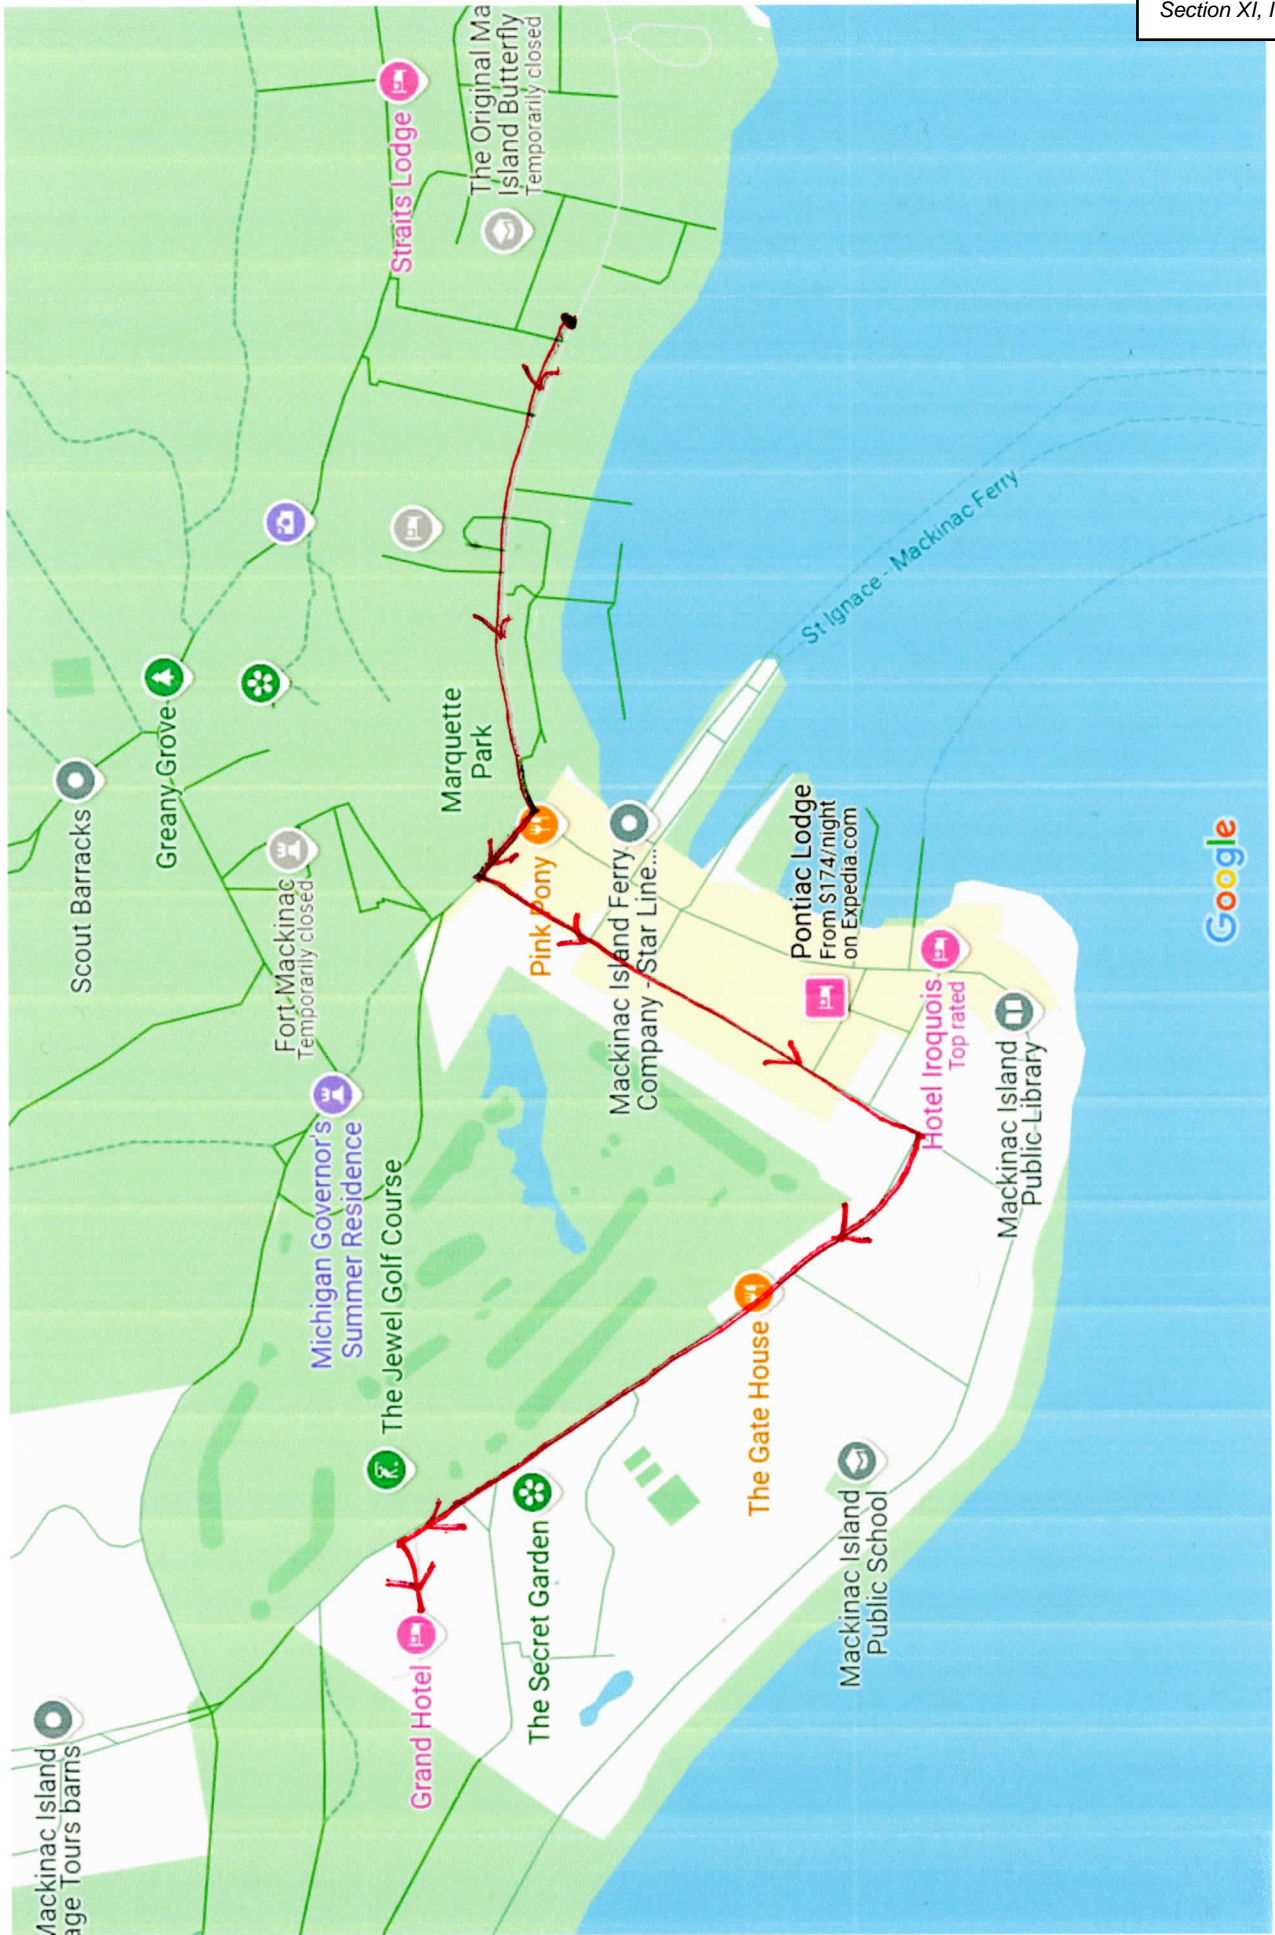 Section XI, I
The Original Ma
Island Butterfly
Temporarily closed
Straits Lodge
Scout Barracks
Greany Grove
Marquette
Park
Fort Mackinac
Temporarily closed
Pink Pony
Mackinac Island Ferry
Company - Star Line...
St Ignace - Mackinac Ferry
Pontiac Lodge
From $174/night
on Expedia.com
Hotel Iroquois
Top rated
Mackinac Island
Public Library
Michigan Governor's
Summer Residence
The Jewel Golf Course
The Gate House
The Secret Garden
Mackinac Island
Public School
Grand Hotel
Mackinac Island
age Tours barns
Google